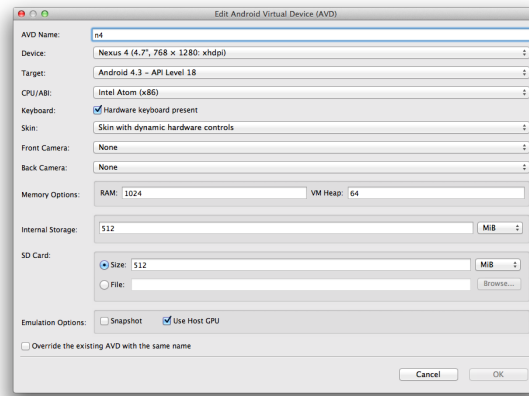 Edit Android Virtual Device (AVD)
AVD Name: n4
Device: Nexus 4 (4.7", 768 × 1280: xhdpi)
Target: Android 4.3 – API Level 18
CPU/ABI: Intel Atom (x86)
Keyboard: Hardware keyboard present
Skin: Skin with dynamic hardware controls
Front Camera: None
Back Camera: None
Memory Options: RAM: 1024 VM Heap: 64
Internal Storage: 512 MiB
SD Card:
Size: 512 MiB
File: Browse...
Emulation Options: Snapshot Use Host GPU
Override the existing AVD with the same name
Cancel OK